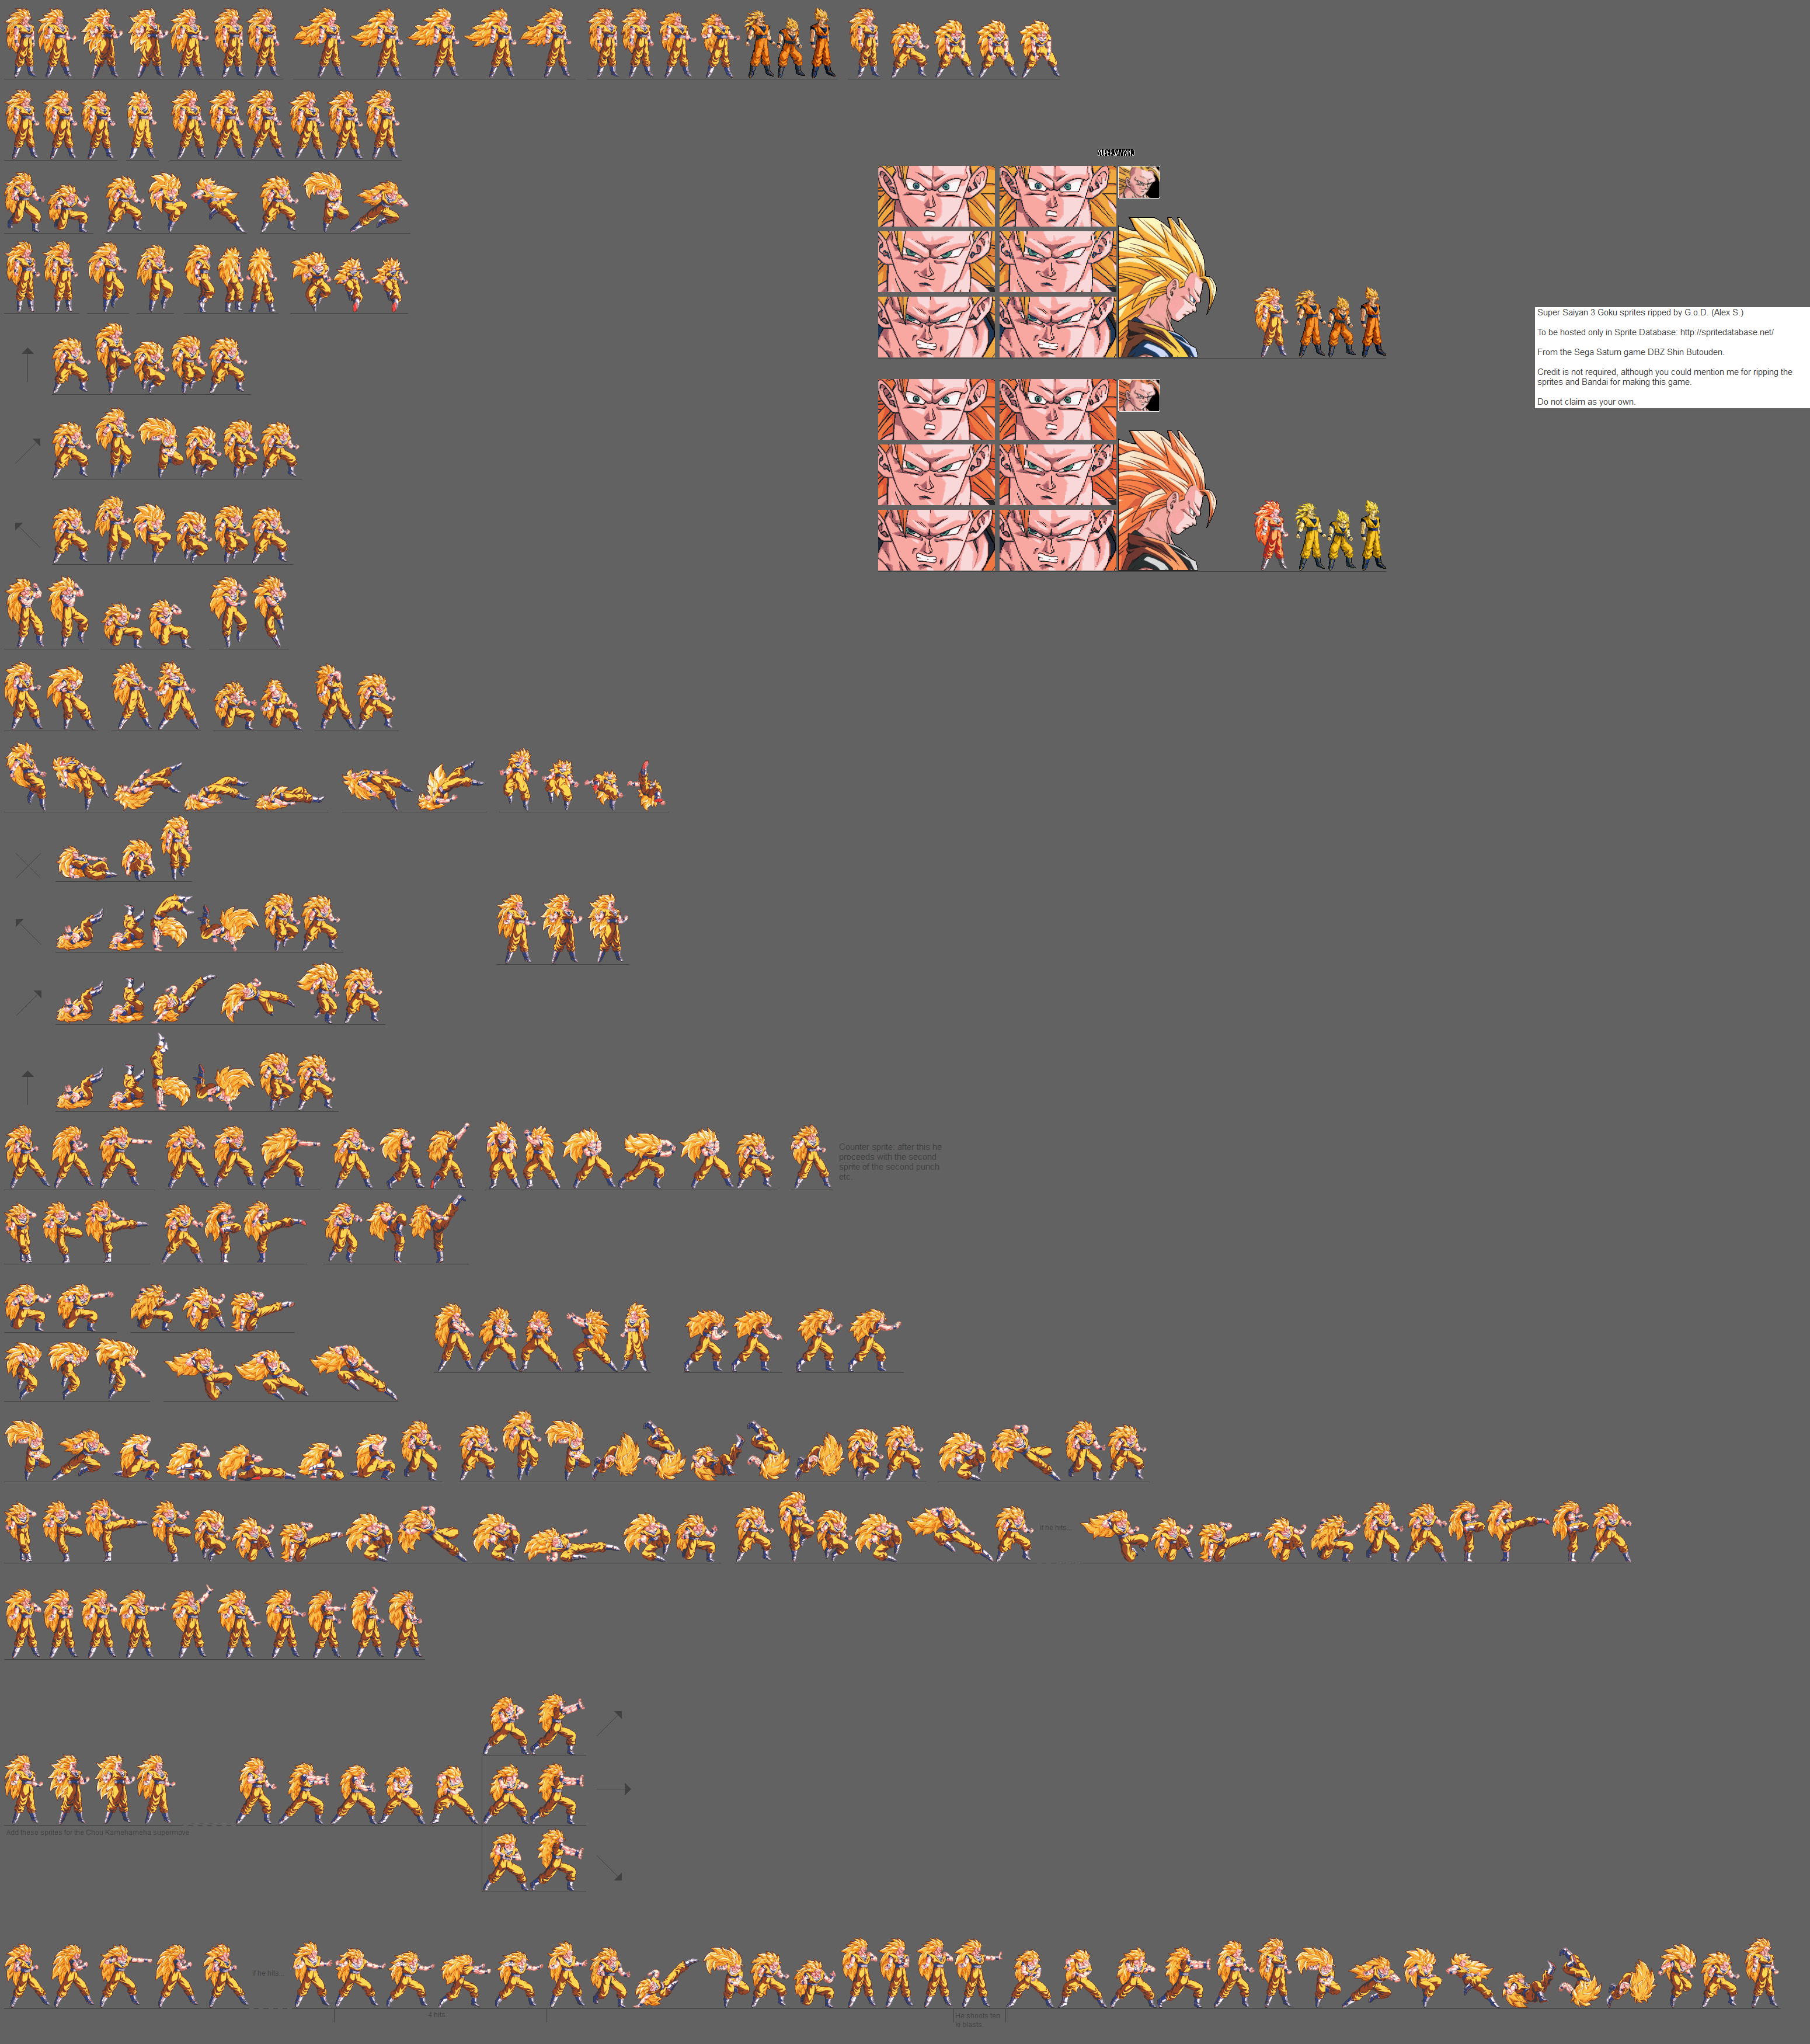 SUPER SAIYAN 3
Super Saiyan 3 Goku sprites ripped by G.o.D. (Alex S.)
To be hosted only in Sprite Database: http://spritedatabase.net/
From the Sega Saturn game DBZ Shin Butouden.
Credit is not required, although you could mention me for ripping the
sprites and Bandai for making this game.
Do not claim as your own.
Counter sprite: after this he
proceeds with the second
sprite of the second punch
etc.
If he hits...
Add these sprites for the Chou Kamehameha supermove
If he hits...
4 hits
He shoots ten
ki blasts